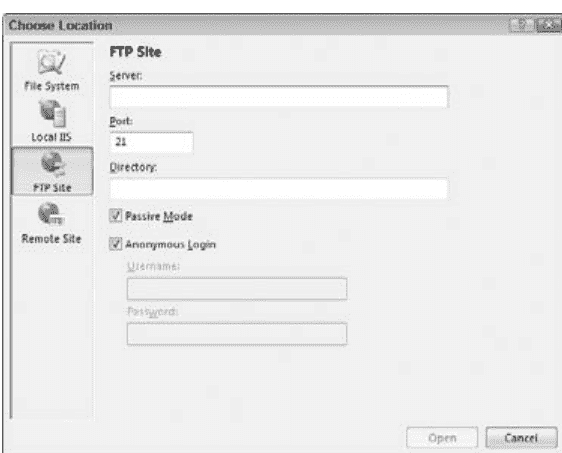 Choose Location
File System
Local IIS
FTP Site
Remote Site
FTP Site
Server:
Port:
21
Directory:
Passive Mode
Anonymous Login
Username:
Password:
Open
Cancel